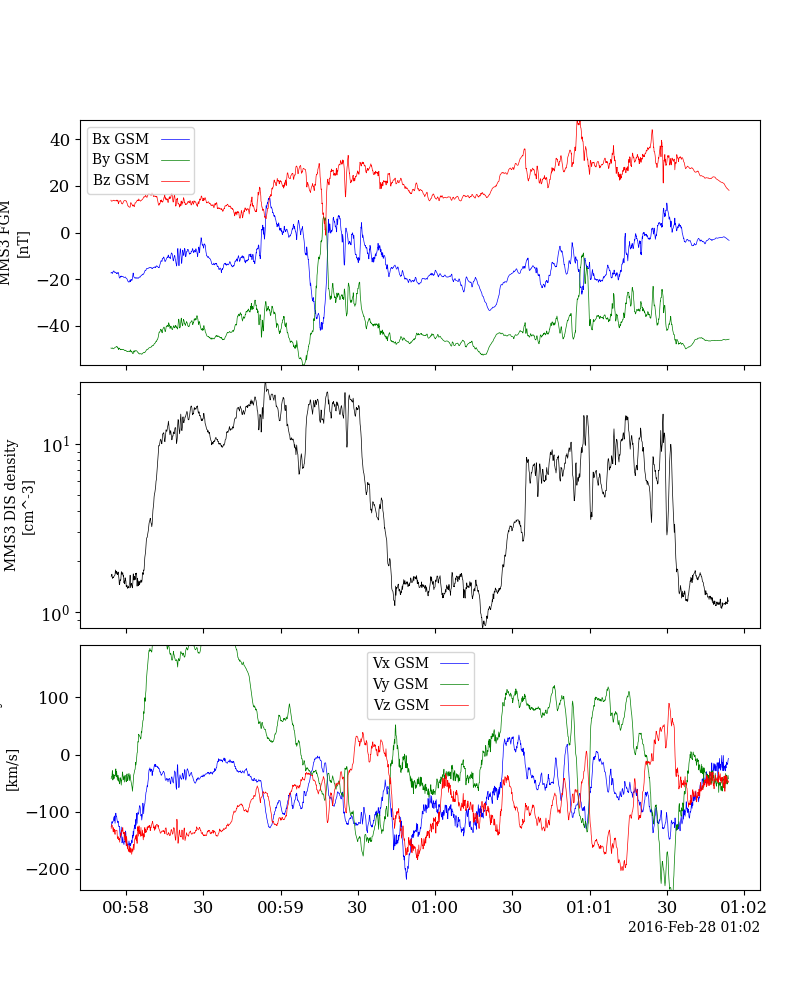 40
20
0
−20
−40
MMS3 FGM
[nT]
Bx GSM
By GSM
Bz GSM
10^1
10^0
MMS3 DIS density
[cm^-3]
100
0
−100
−200
[km/s]
Vx GSM
Vy GSM
Vz GSM
00:58 30 00:59 30 01:00 30 01:01 30 01:02
2016-Feb-28 01:02